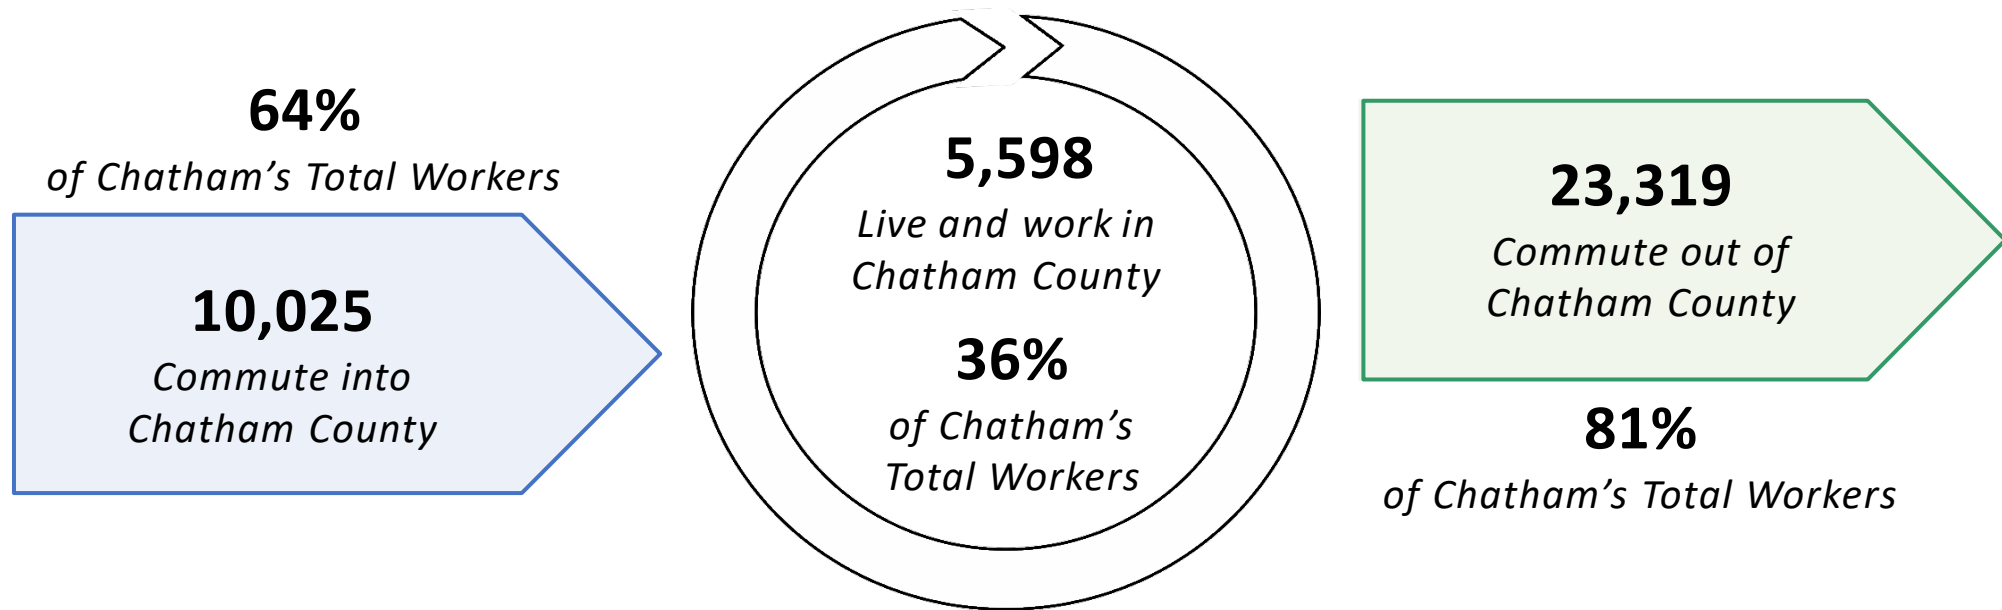 64%
of Chatham’s Total Workers
10,025
Commute into
Chatham County
5,598
Live and work in
Chatham County
36%
of Chatham’s
Total Workers
23,319
Commute out of
Chatham County
81%
of Chatham’s Total Workers